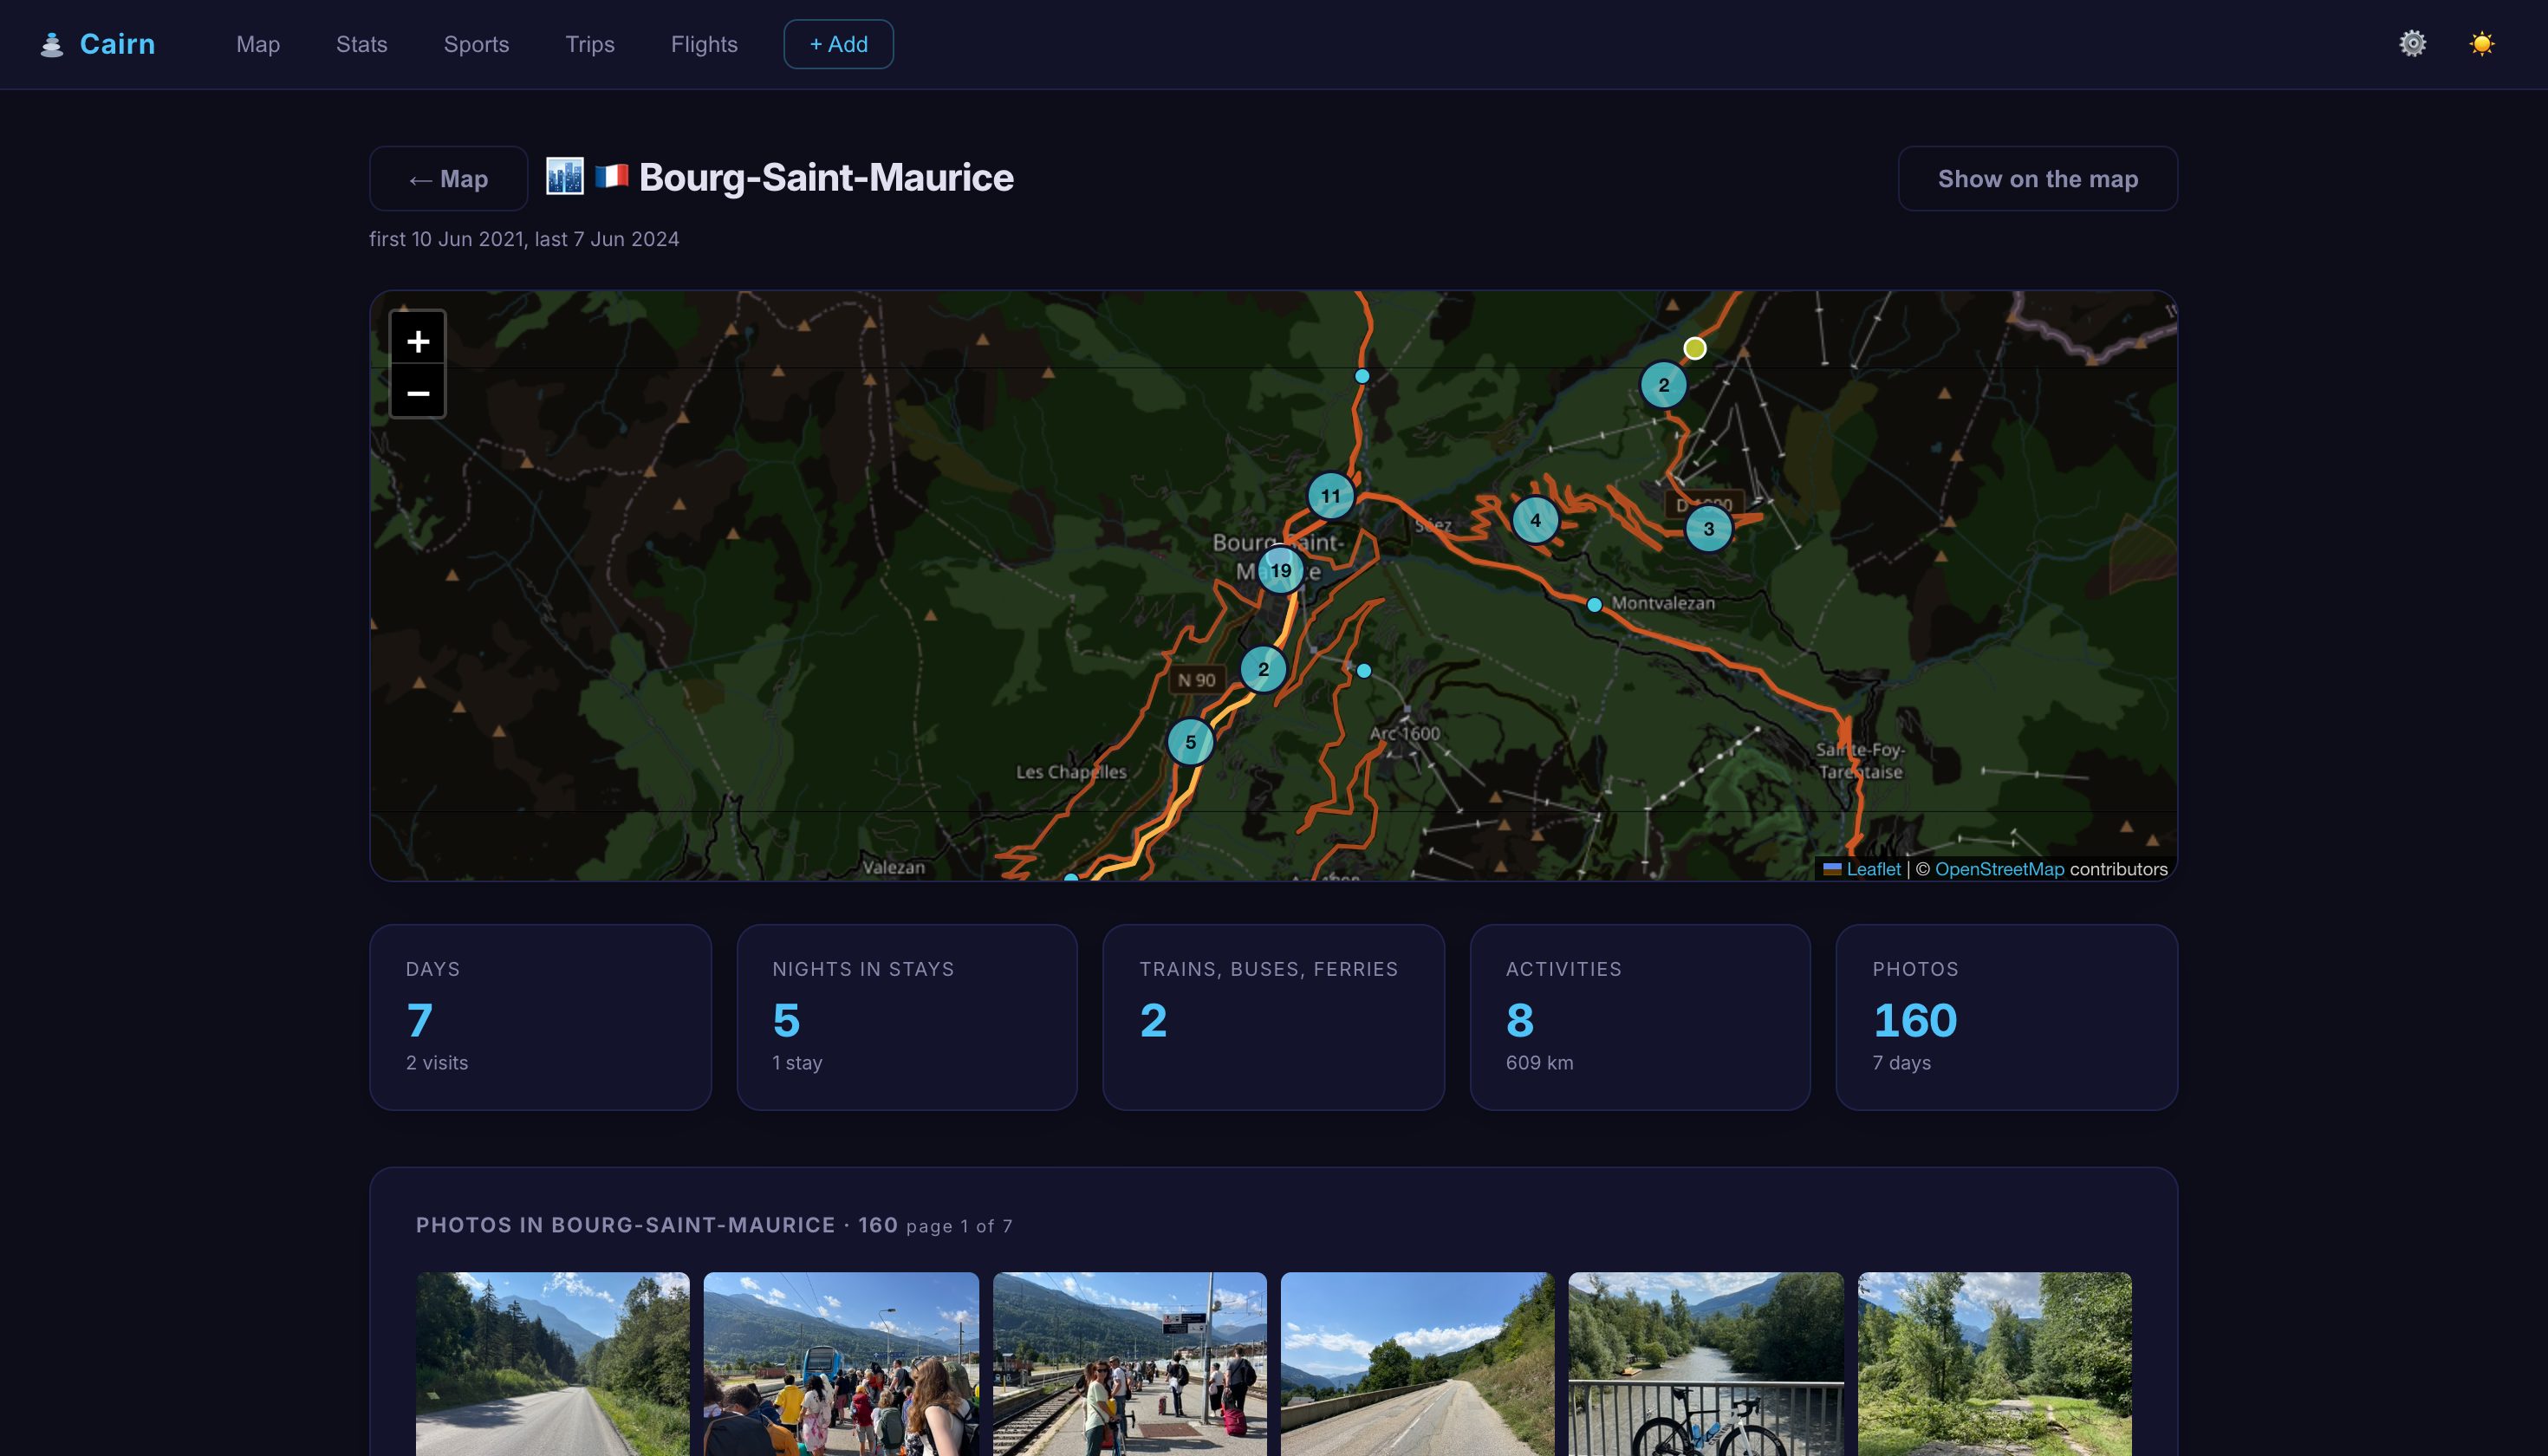 Cairn
Map
Stats
Sports
Trips
Flights
+ Add
← Map
Bourg-Saint-Maurice
Show on the map
first 10 Jun 2021, last 7 Jun 2024
+
−
2
11
4
3
Séez
Bourg-Saint-
19
Montvalezan
2
N 90
5
Arc 1600
Les Chapelles
Sainte-Foy-
Tarentaise
Valezan
Leaflet | © OpenStreetMap contributors
DAYS
7
2 visits
NIGHTS IN STAYS
5
1 stay
TRAINS, BUSES, FERRIES
2
ACTIVITIES
8
609 km
PHOTOS
160
7 days
PHOTOS IN BOURG-SAINT-MAURICE · 160 page 1 of 7